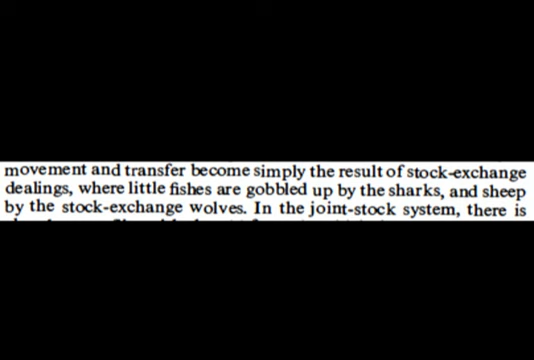 movement and transfer become simply the result of stock-exchange
dealings, where little fishes are gobbled up by the sharks, and sheep
by the stock-exchange wolves. In the joint-stock system, there is